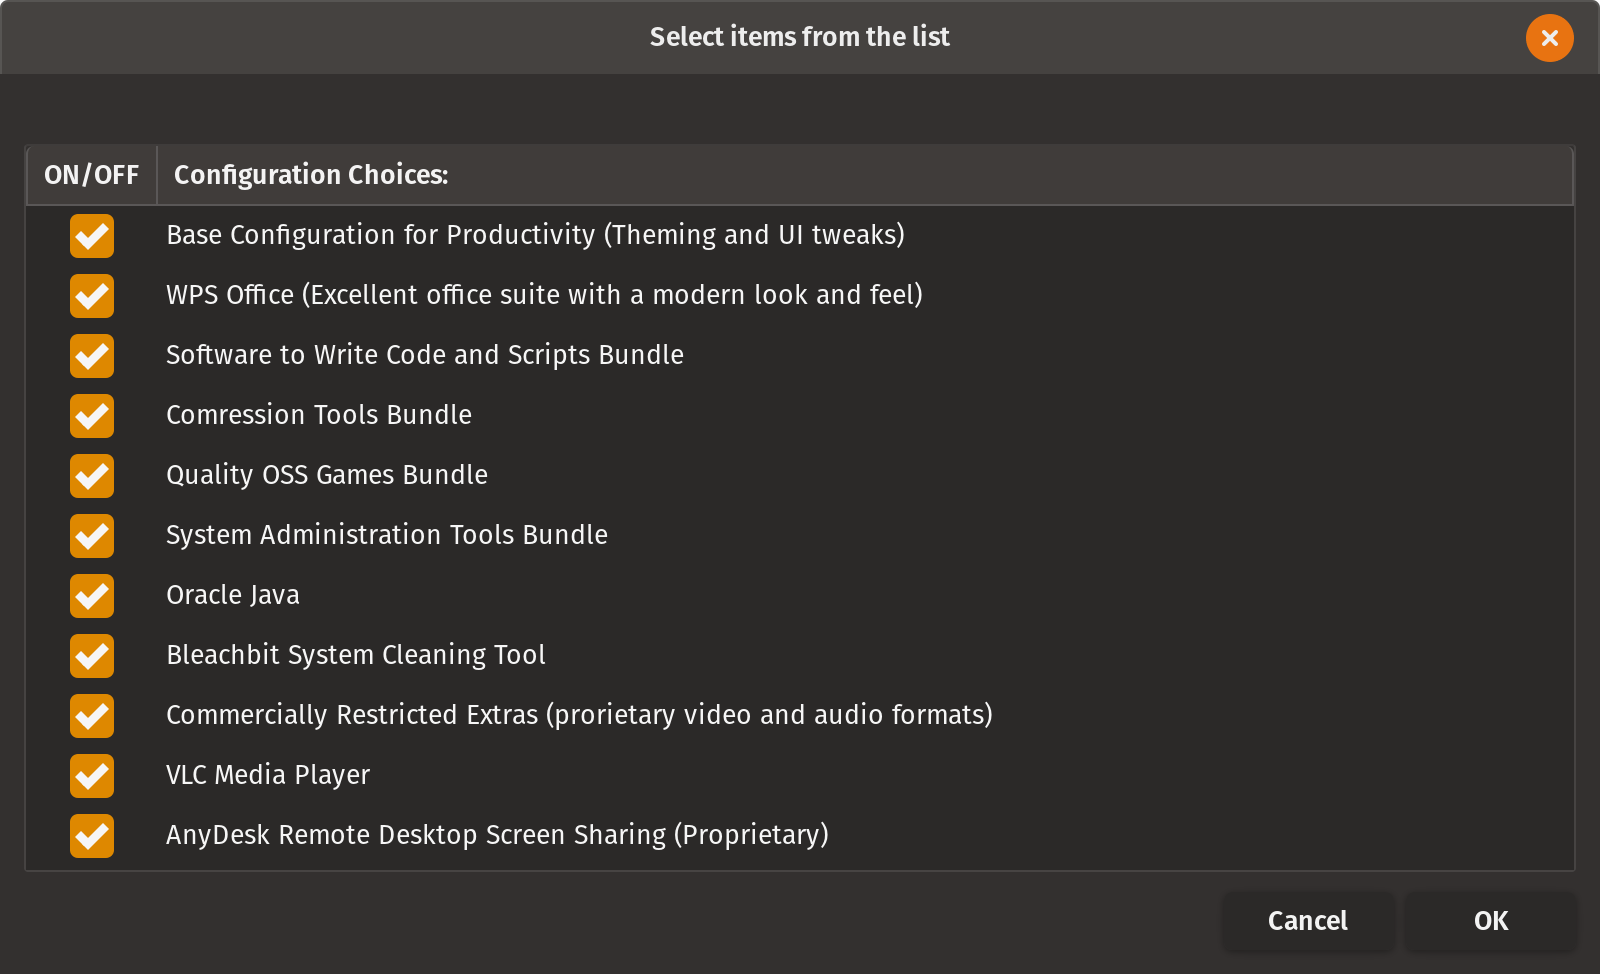 Select items from the list
ON/OFF Configuration Choices:
Base Configuration for Productivity (Theming and UI tweaks)
WPS Office (Excellent office suite with a modern look and feel)
Software to Write Code and Scripts Bundle
Comression Tools Bundle
Quality OSS Games Bundle
System Administration Tools Bundle
Oracle Java
Bleachbit System Cleaning Tool
Commercially Restricted Extras (prorietary video and audio formats)
VLC Media Player
AnyDesk Remote Desktop Screen Sharing (Proprietary)
Cancel OK